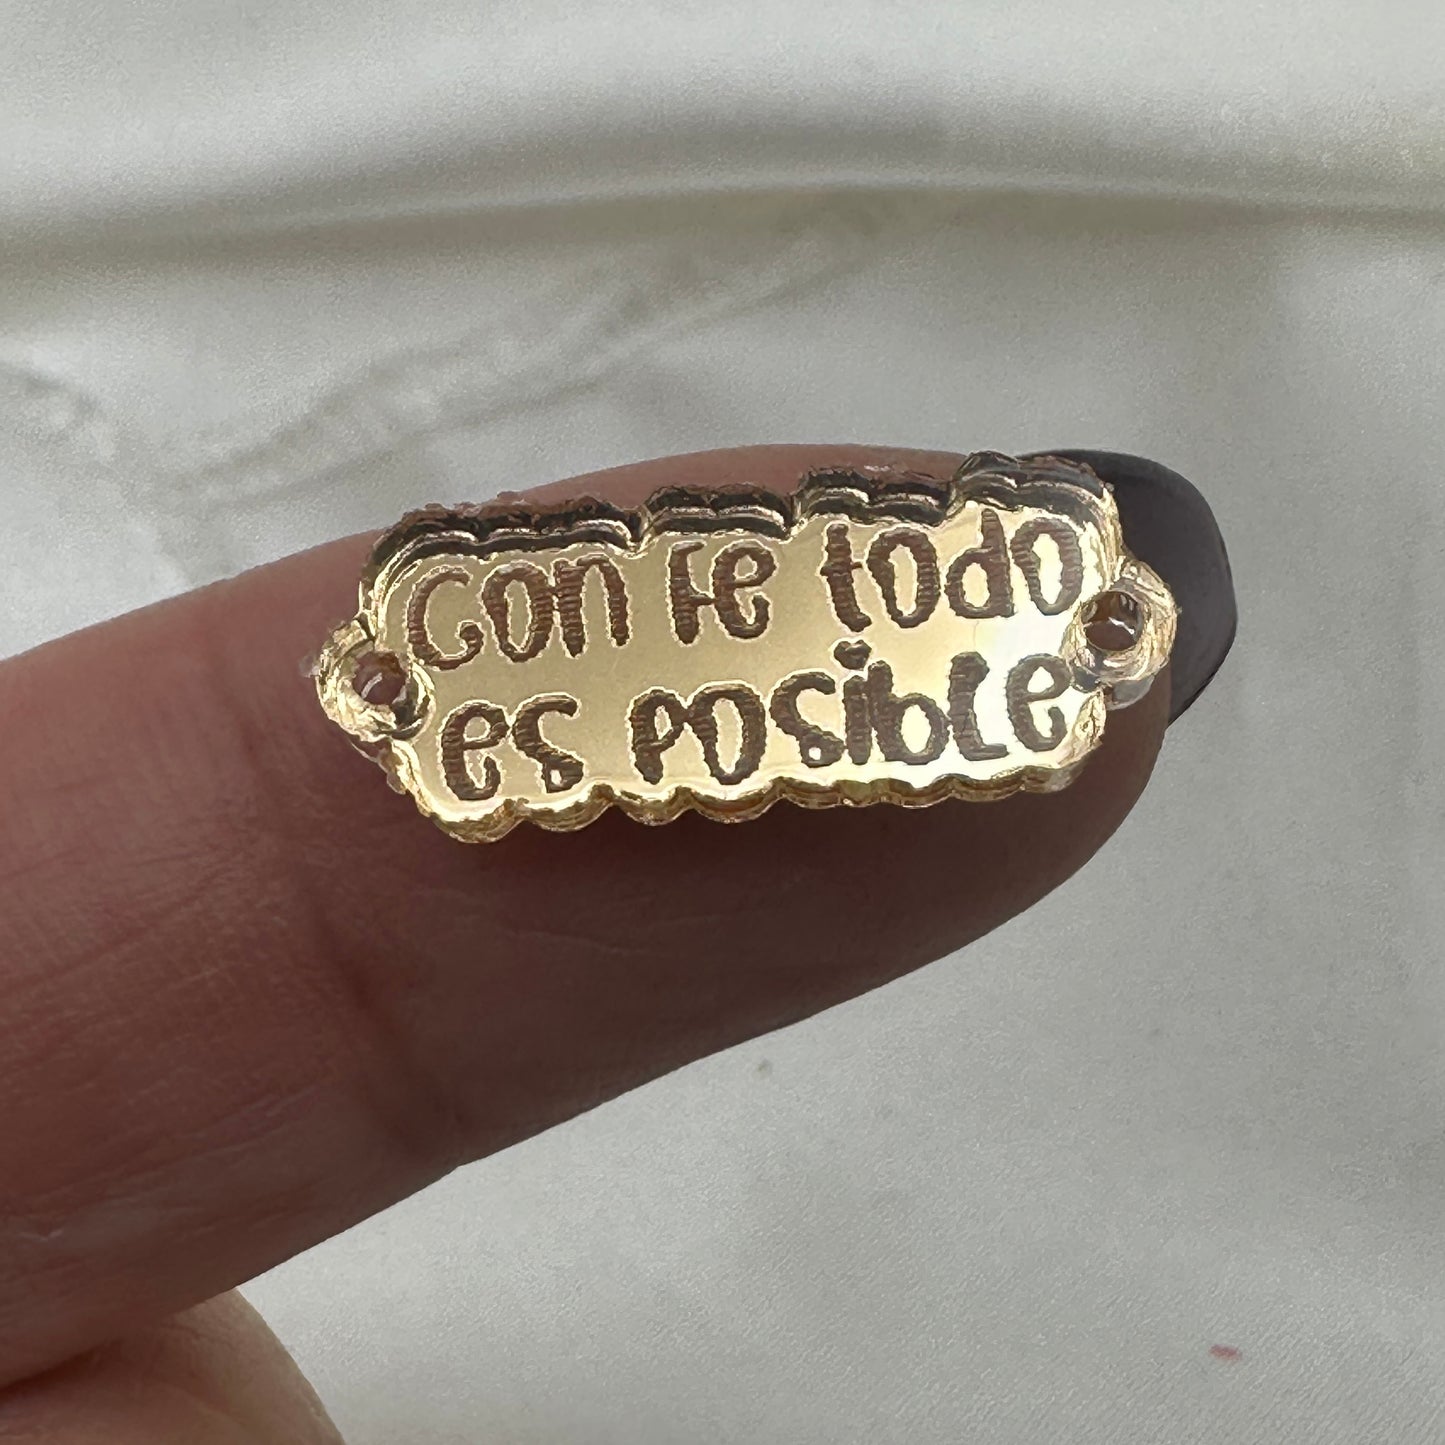 con fe todo
es posible